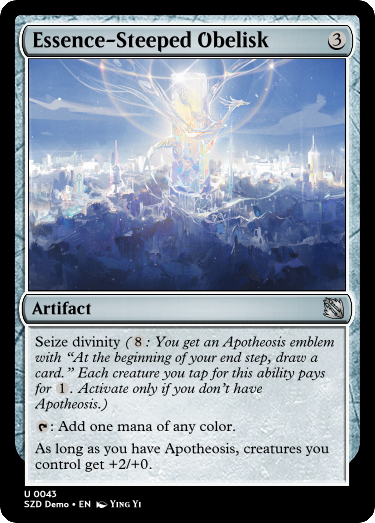 Essence-Steeped Obelisk 3
Artifact
Seize divinity (8: You get an Apotheosis emblem
with “At the beginning of your end step, draw a
card.” Each creature you tap for this ability pays
for 1. Activate only if you don’t have
Apotheosis.)
: Add one mana of any color.
As long as you have Apotheosis, creatures you
control get +2/+0.
U 0043
SZD Demo • EN Ying Yi